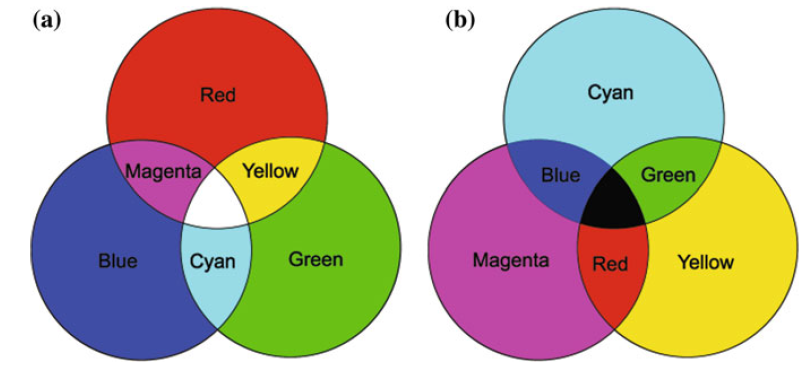 (a)
Red
Magenta
Yellow
Blue
Cyan
Green
(b)
Cyan
Blue
Green
Magenta
Red
Yellow